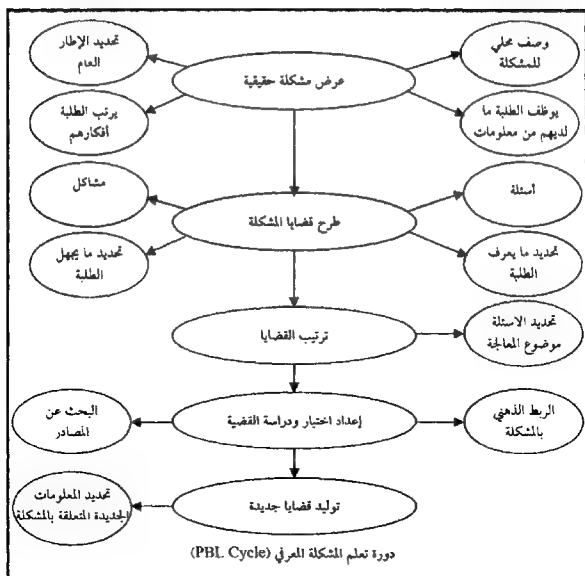 وصف محلي
للمشكلة
تحديد الإطار
العام
عرض مشكلة حقيقية
يوظف الطلبة ما
لديهم من معلومات
يرتب الطلبة
أفكارهم
أسئلة
مشاكل
طرح قضايا المشكلة
تحديد ما يعرف
الطلبة
تحديد ما يجهل
الطلبة
ترتيب القضايا
تحديد الاسئلة
موضوع المعالجة
الربط الذهني
بالمشكلة
إعداد اختبار ودراسة القضية
البحث عن
المصادر
توليد قضايا جديدة
تحديد المعلومات
الجديدة المتعلقة بالمشكلة
دورة تعلم المشكلة المعرفي (PBL Cycle)